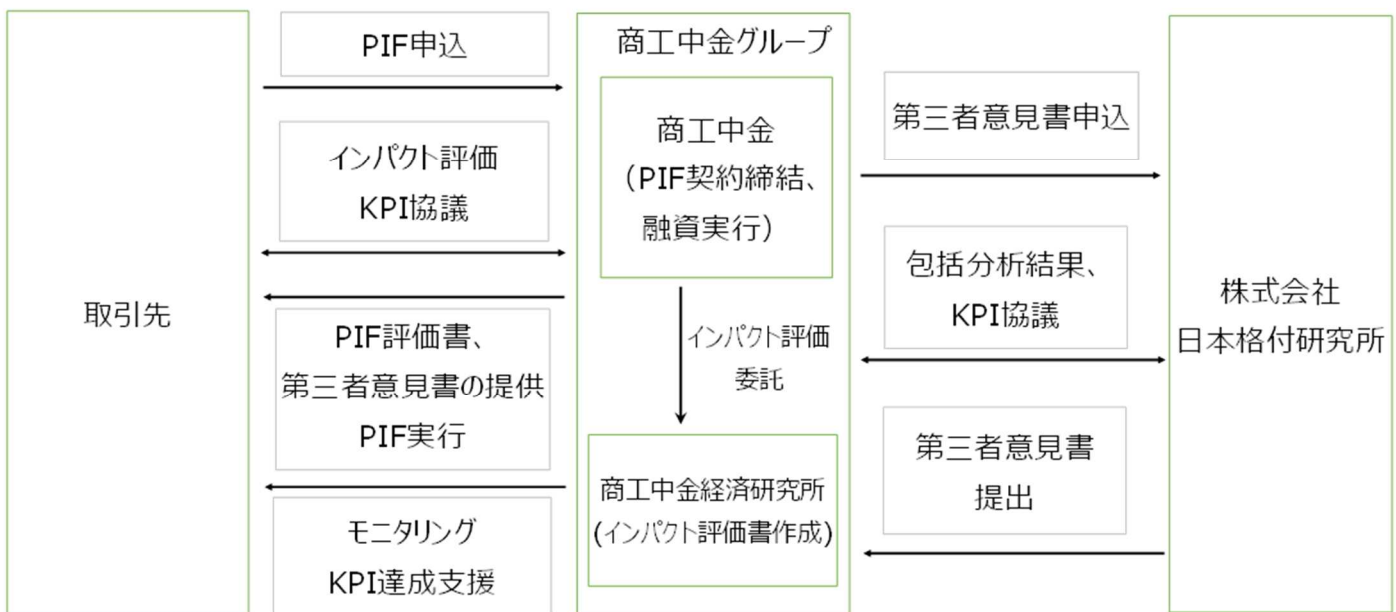 取引先
PIF申込
インパクト評価
KPI協議
PIF評価書、
第三者意見書の提供
PIF実行
モニタリング
KPI達成支援
商工中金グループ
商工中金
(PIF契約締結、
融資実行)
インパクト評価
委託
商工中金経済研究所
(インパクト評価書作成)
第三者意見書申込
包括分析結果、
KPI協議
第三者意見書
提出
株式会社
日本格付研究所